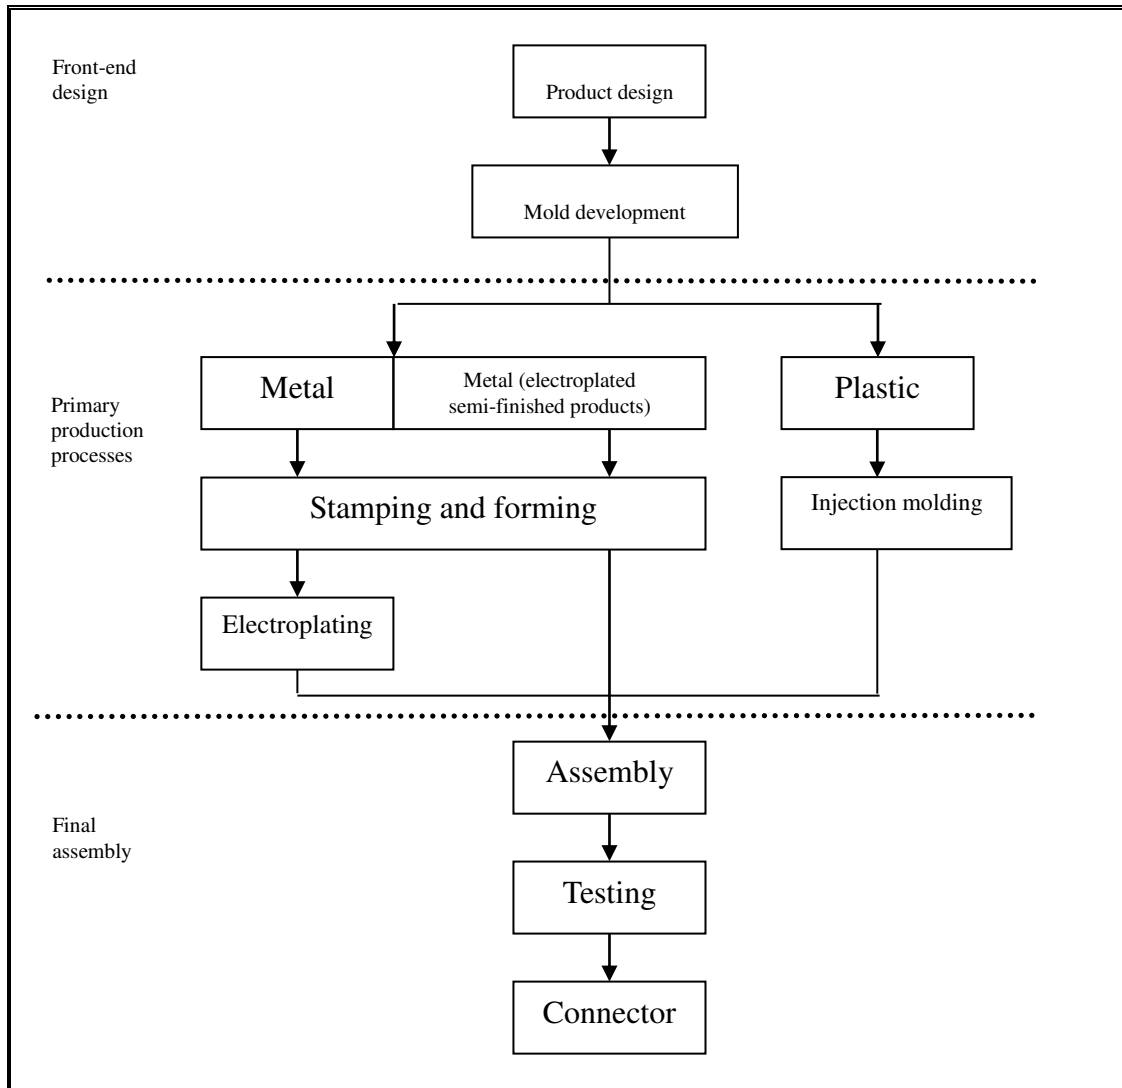 Front-end
design
Product design
Mold development
Metal
Metal (electroplated
semi-finished products)
Plastic
Primary
production
processes
Stamping and forming
Injection molding
Electroplating
Assembly
Final
assembly
Testing
Connector